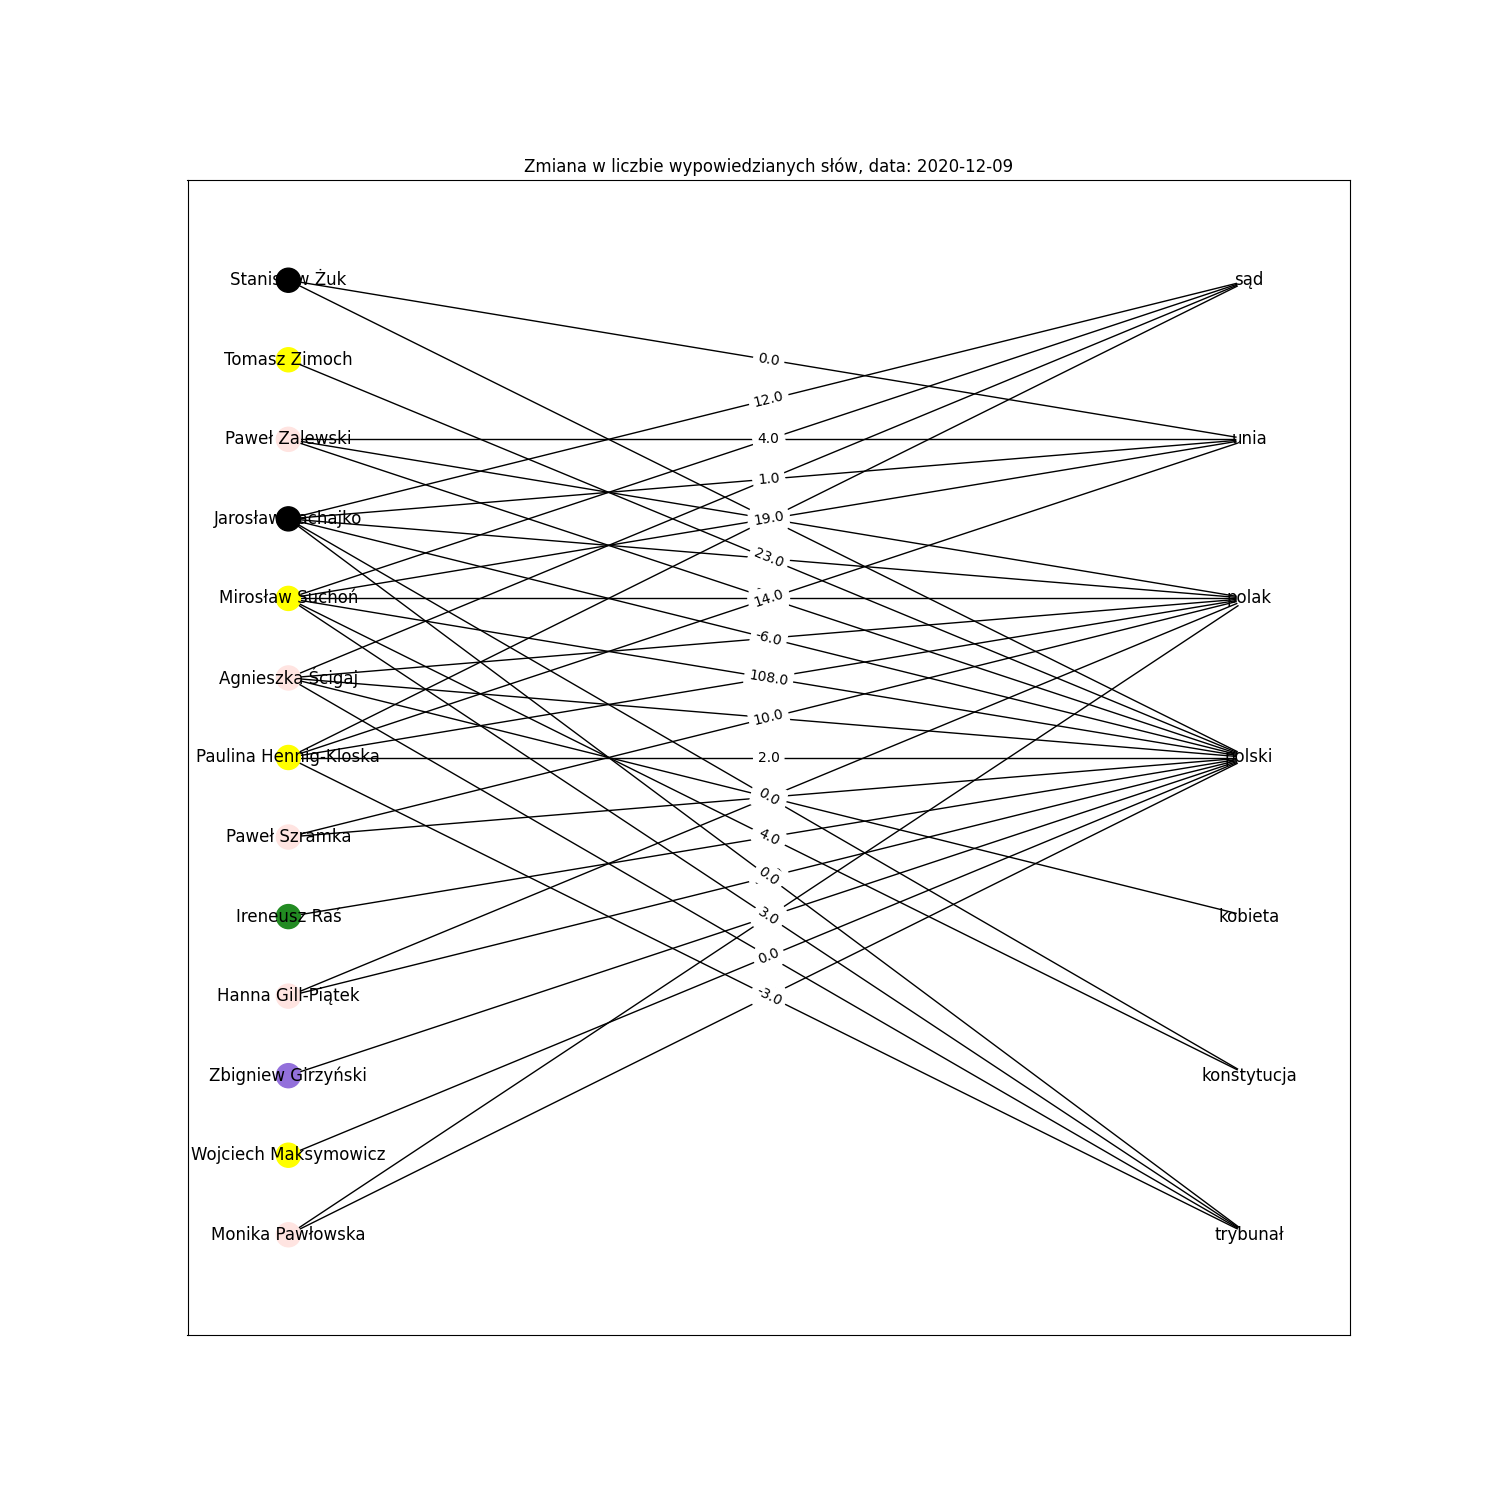 Zmiana w liczbie wypowiedzianych słów, data: 2020-12-09
Stanisław Żuk
sąd
Tomasz Zimoch
0.0
12.0
Paweł Zalewski
4.0
unia
1.0
Jarosław Sachajko
19.0
23.0
Mirosław Suchoń
14.0
polak
-6.0
Agnieszka Ścigaj
108.0
10.0
Paulina Hennig-Kloska
2.0
polski
0.0
Paweł Szramka
4.0
0.0
Ireneusz Raś
3.0
kobieta
0.0
Hanna Gill-Piątek
-3.0
Zbigniew Girzyński
konstytucja
Wojciech Maksymowicz
Monika Pawłowska
trybunał